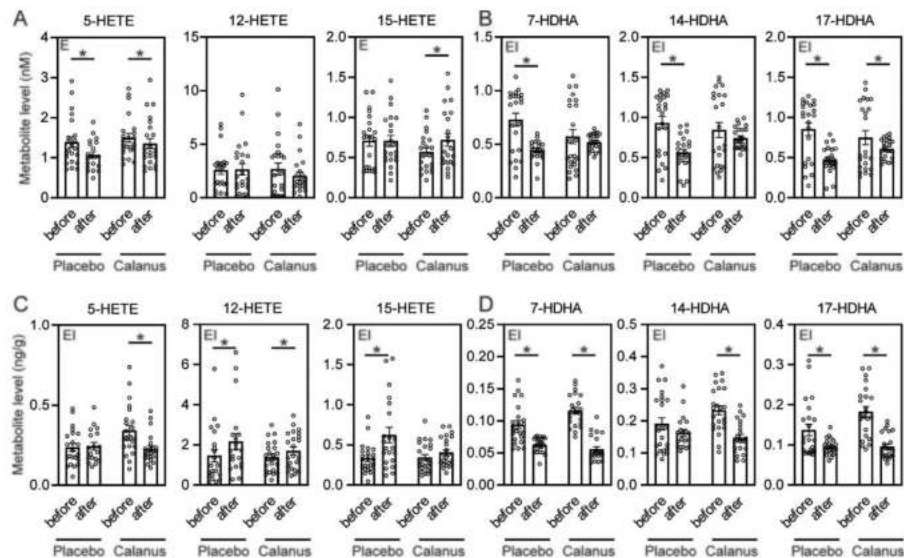 A
5-HETE
12-HETE
15-HETE
B
7-HDHA
14-HDHA
17-HDHA
Metabolite level (nM)
4
3
2
1
0
E
*
*
before
after
before
after
Placebo
Calanus
15
12
9
6
3
0
before
after
before
after
Placebo
Calanus
2.0
1.5
1.0
0.5
0.0
E
*
before
after
before
after
Placebo
Calanus
1.5
1.0
0.5
0.0
EI
*
before
after
before
after
Placebo
Calanus
2.0
1.5
1.0
0.5
0.0
EI
*
before
after
before
after
Placebo
Calanus
2.0
1.5
1.0
0.5
0.0
EI
*
*
before
after
before
after
Placebo
Calanus
C
5-HETE
12-HETE
15-HETE
D
7-HDHA
14-HDHA
17-HDHA
Metabolite level (ng/g)
1.0
0.5
0.0
EI
*
before
after
before
after
Placebo
Calanus
8
6
4
2
0
EI
*
*
before
after
before
after
Placebo
Calanus
2.0
1.5
1.0
0.5
0.0
EI
*
before
after
before
after
Placebo
Calanus
0.25
0.20
0.15
0.10
0.05
0.00
EI
*
*
before
after
before
after
Placebo
Calanus
0.5
0.4
0.3
0.2
0.1
0.0
EI
*
before
after
before
after
Placebo
Calanus
0.4
0.3
0.2
0.1
0.0
EI
*
*
before
after
before
after
Placebo
Calanus